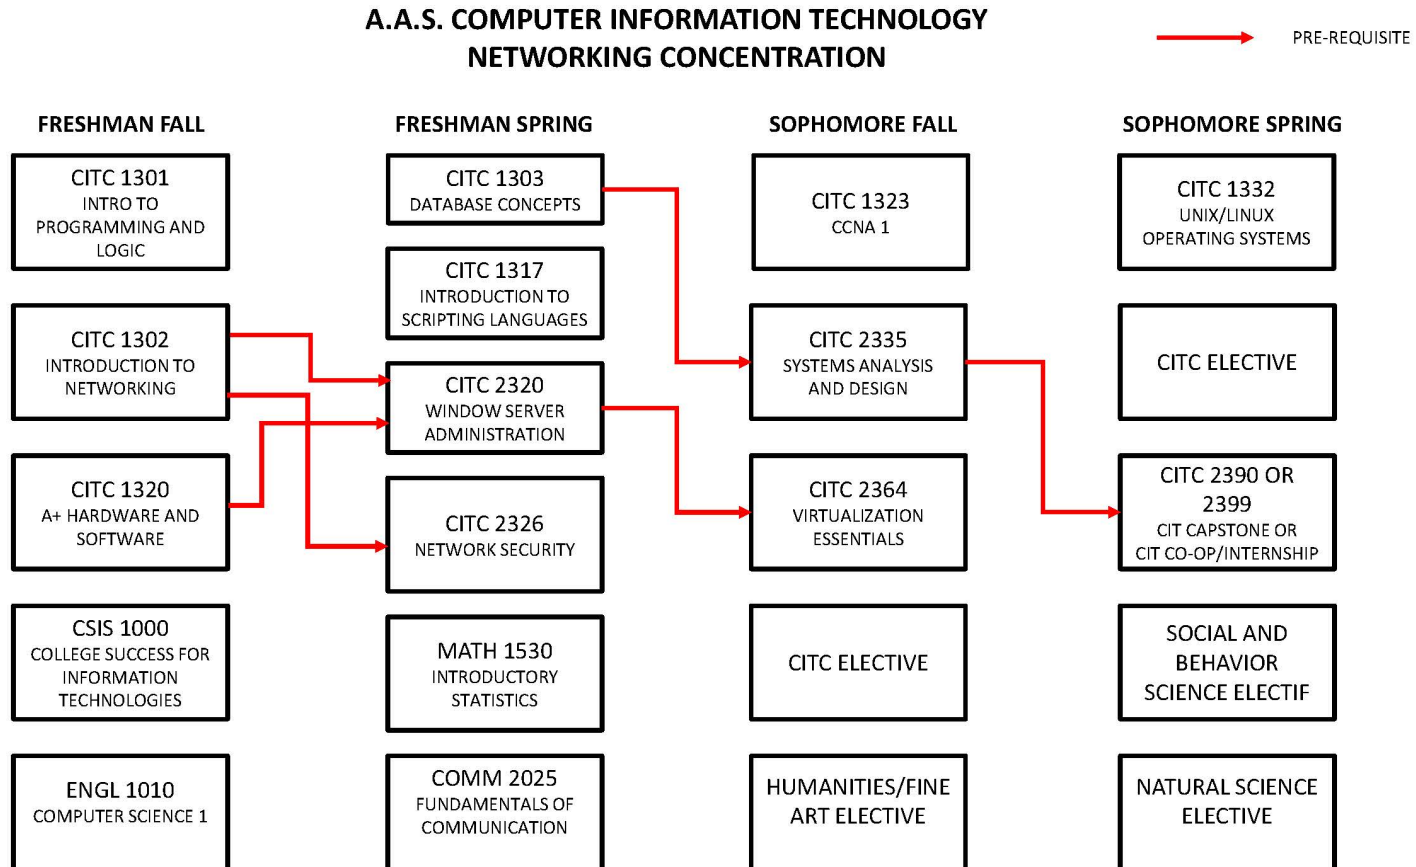 A.A.S. COMPUTER INFORMATION TECHNOLOGY
NETWORKING CONCENTRATION
PRE-REQUISITE
FRESHMAN FALL
CITC 1301
INTRO TO
PROGRAMMING AND
LOGIC
CITC 1302
INTRODUCTION TO
NETWORKING
CITC 1320
A+ HARDWARE AND
SOFTWARE
CSIS 1000
COLLEGE SUCCESS FOR
INFORMATION
TECHNOLOGIES
ENGL 1010
COMPUTER SCIENCE 1
FRESHMAN SPRING
CITC 1303
DATABASE CONCEPTS
CITC 1317
INTRODUCTION TO
SCRIPTING LANGUAGES
CITC 2320
WINDOW SERVER
ADMINISTRATION
CITC 2326
NETWORK SECURITY
MATH 1530
INTRODUCTORY
STATISTICS
COMM 2025
FUNDAMENTALS OF
COMMUNICATION
SOPHOMORE FALL
CITC 1323
CCNA 1
CITC 2335
SYSTEMS ANALYSIS
AND DESIGN
CITC 2364
VIRTUALIZATION
ESSENTIALS
CITC ELECTIVE
HUMANITIES/FINE
ART ELECTIVE
SOPHOMORE SPRING
CITC 1332
UNIX/LINUX
OPERATING SYSTEMS
CITC ELECTIVE
CITC 2390 OR
2399
CIT CAPSTONE OR
CIT CO-OP/INTERNSHIP
SOCIAL AND
BEHAVIOR
SCIENCE ELECTIF
NATURAL SCIENCE
ELECTIVE